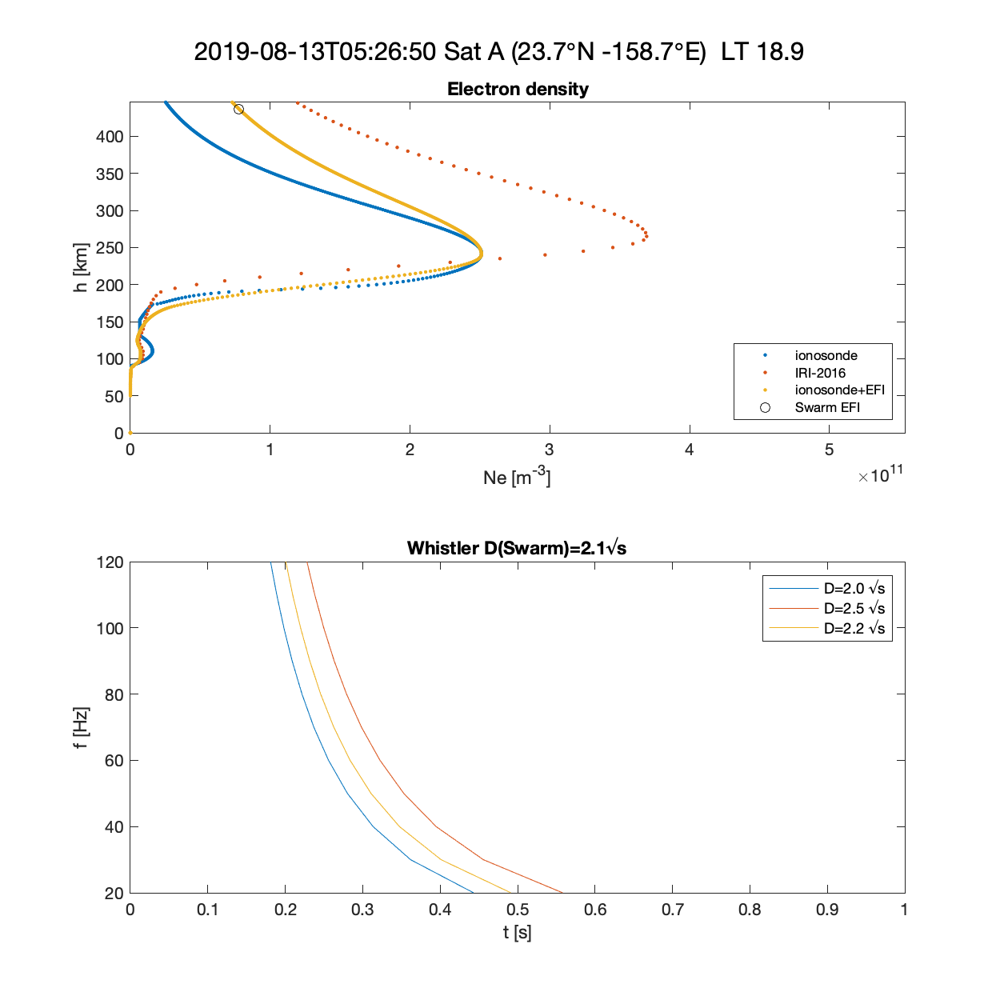 2019-08-13T05:26:50 Sat A (23.7°N -158.7°E)  LT 18.9
Electron density
400
350
300
250
200
150
100
50
0
h [km]
0 1 2 3 4 5
Ne [m⁻³]
×10¹¹
ionosonde
IRI-2016
ionosonde+EFI
Swarm EFI
Whistler D(Swarm)=2.1√s
120
100
80
60
40
20
f [Hz]
0 0.1 0.2 0.3 0.4 0.5 0.6 0.7 0.8 0.9 1
t [s]
D=2.0 √s
D=2.5 √s
D=2.2 √s